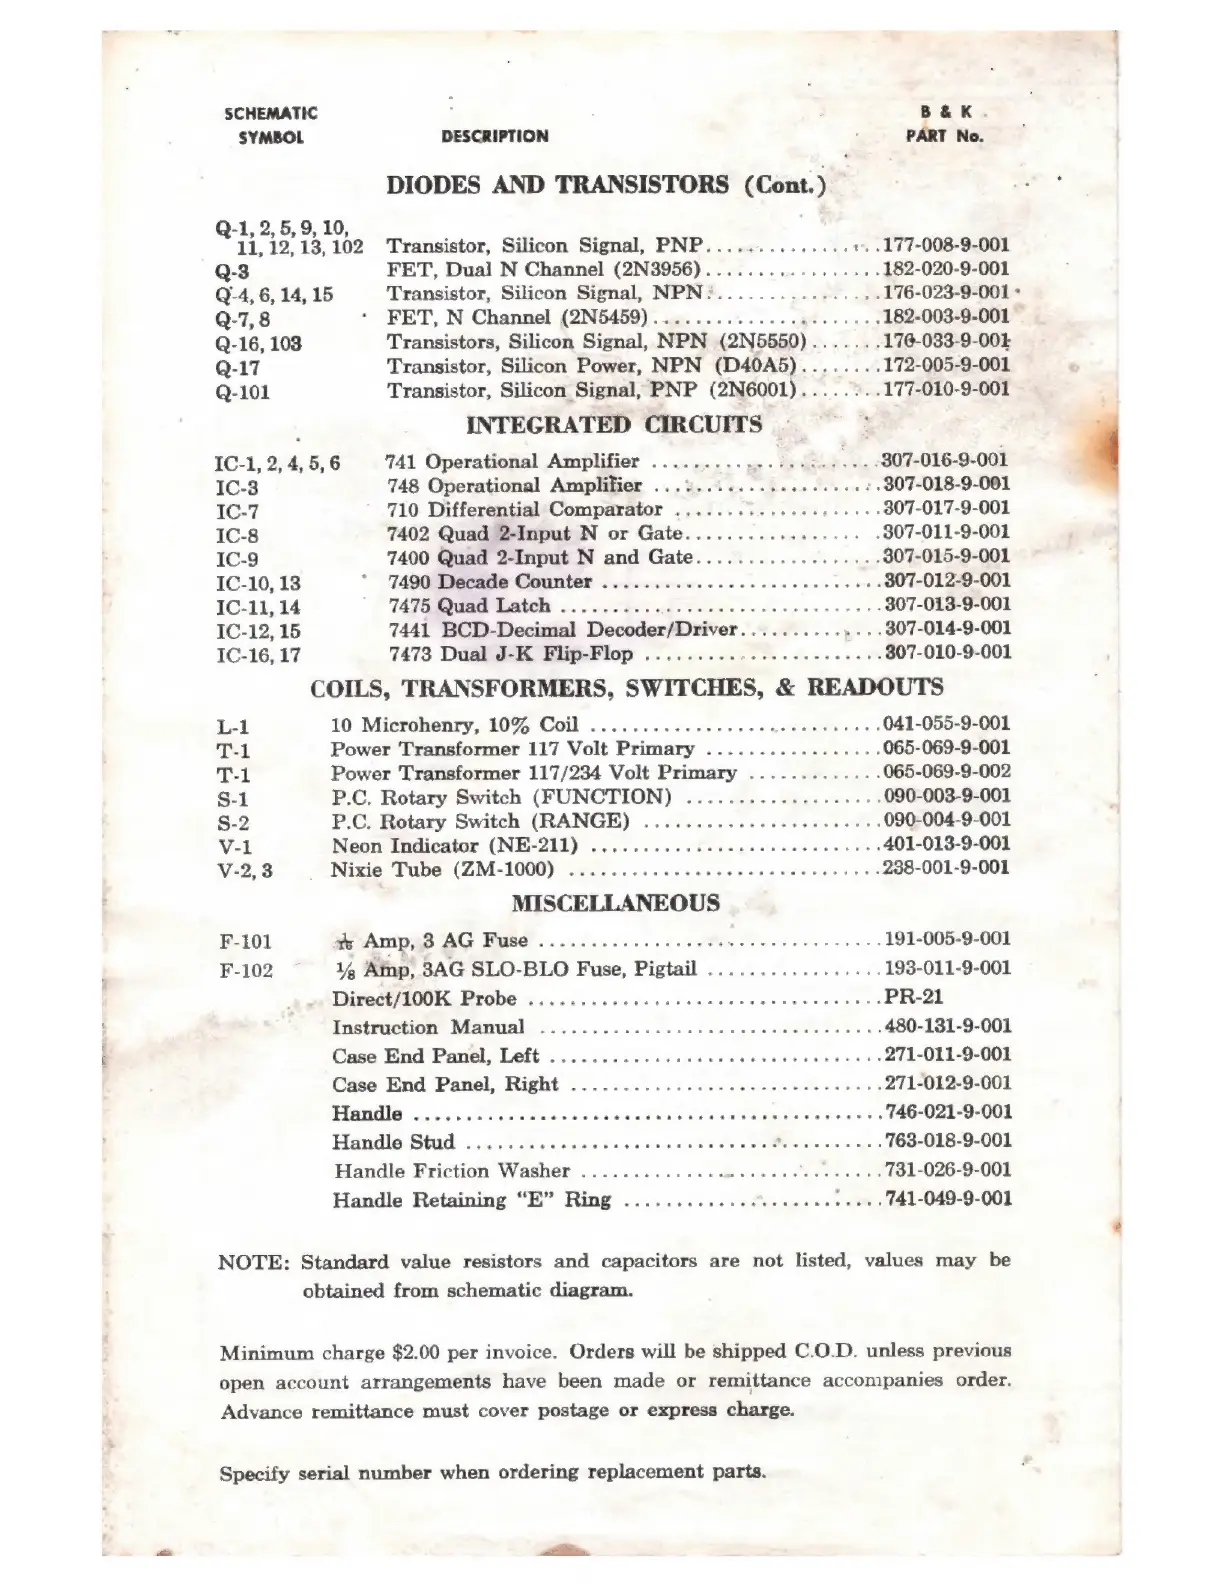 SCHEMATIC B & K
SYMBOL DESCRIPTION PART No.
DIODES AND TRANSISTORS (Cont.)
Q-1, 2, 5, 9, 10,
11, 12, 13, 102 Transistor, Silicon Signal, PNP. . . . . . . . . . . . . . . . .177-008-9-001
Q-3 FET, Dual N Channel (2N3956) . . . . . . . . . . . . . . . . .182-020-9-001
Q-4, 6, 14, 15 Transistor, Silicon Signal, NPN . . . . . . . . . . . . . . . . .176-023-9-001
Q-7, 8 FET, N Channel (2N5459) . . . . . . . . . . . . . . . . . . . . . .182-003-9-001
Q-16, 103 Transistors, Silicon Signal, NPN (2N5550) . . . . . . .176-033-9-001
Q-17 Transistor, Silicon Power, NPN (D40A5) . . . . . . . .172-005-9-001
Q-101 Transistor, Silicon Signal, PNP (2N6001) . . . . . . . .177-010-9-001
INTEGRATED CIRCUITS
IC-1, 2, 4, 5, 6 741 Operational Amplifier . . . . . . . . . . . . . . . . . . . . . .307-016-9-001
IC-3 748 Operational Amplifier . . . . . . . . . . . . . . . . . . . . . .307-018-9-001
IC-7 710 Differential Comparator . . . . . . . . . . . . . . . . . . . .307-017-9-001
IC-8 7402 Quad 2-Input N or Gate. . . . . . . . . . . . . . . . . .307-011-9-001
IC-9 7400 Quad 2-Input N and Gate. . . . . . . . . . . . . . . . .307-015-9-001
IC-10, 13 7490 Decade Counter . . . . . . . . . . . . . . . . . . . . . . . . . .307-012-9-001
IC-11, 14 7475 Quad Latch . . . . . . . . . . . . . . . . . . . . . . . . . . . . . . .307-013-9-001
IC-12, 15 7441 BCD-Decimal Decoder/Driver. . . . . . . . . . . . . .307-014-9-001
IC-16, 17 7473 Dual J-K Flip-Flop . . . . . . . . . . . . . . . . . . . . . . .307-010-9-001
COILS, TRANSFORMERS, SWITCHES, & READOUTS
L-1 10 Microhenry, 10% Coil . . . . . . . . . . . . . . . . . . . . . . . . . . . .041-055-9-001
T-1 Power Transformer 117 Volt Primary . . . . . . . . . . . . . . . . .065-069-9-001
T-1 Power Transformer 117/234 Volt Primary . . . . . . . . . . . . .065-069-9-002
S-1 P.C. Rotary Switch (FUNCTION) . . . . . . . . . . . . . . . . . . .090-003-9-001
S-2 P.C. Rotary Switch (RANGE) . . . . . . . . . . . . . . . . . . . . . . .090-004-9-001
V-1 Neon Indicator (NE-211) . . . . . . . . . . . . . . . . . . . . . . . . . . . .401-013-9-001
V-2, 3 Nixie Tube (ZM-1000) . . . . . . . . . . . . . . . . . . . . . . . . . . . . . .238-001-9-001
MISCELLANEOUS
F-101 Amp, 3 AG Fuse . . . . . . . . . . . . . . . . . . . . . . . . . . . . . . . . .191-005-9-001
F-102 ⅛ Amp, 3AG SLO-BLO Fuse, Pigtail . . . . . . . . . . . . . . . . .193-011-9-001
Direct/100K Probe . . . . . . . . . . . . . . . . . . . . . . . . . . . . . . . . . .PR-21
Instruction Manual . . . . . . . . . . . . . . . . . . . . . . . . . . . . . . . . .480-131-9-001
Case End Panel, Left . . . . . . . . . . . . . . . . . . . . . . . . . . . . . . . .271-011-9-001
Case End Panel, Right . . . . . . . . . . . . . . . . . . . . . . . . . . . . . .271-012-9-001
Handle . . . . . . . . . . . . . . . . . . . . . . . . . . . . . . . . . . . . . . . . . . . . .746-021-9-001
Handle Stud . . . . . . . . . . . . . . . . . . . . . . . . . . . . . . . . . . . . . . . .763-018-9-001
Handle Friction Washer . . . . . . . . . . . . . . . . . . . . . . . . . . . . .731-026-9-001
Handle Retaining "E" Ring . . . . . . . . . . . . . . . . . . . . . . . . .741-049-9-001
NOTE: Standard value resistors and capacitors are not listed, values may be
obtained from schematic diagram.
Minimum charge $2.00 per invoice. Orders will be shipped C.O.D. unless previous
open account arrangements have been made or remittance accompanies order.
Advance remittance must cover postage or express charge.
Specify serial number when ordering replacement parts.